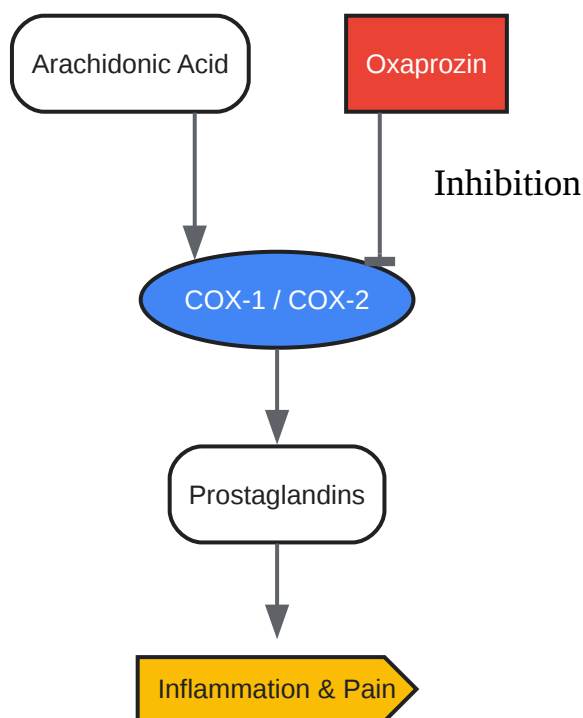 Arachidonic Acid
Oxaprozin
Inhibition
COX-1 / COX-2
Prostaglandins
Inflammation & Pain